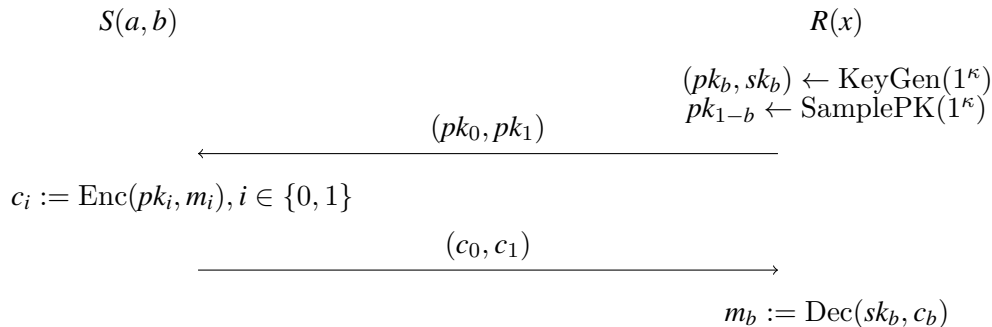 S(a, b) R(x)
(pk_b, sk_b) ← KeyGen(1^κ)
pk_{1−b} ← SamplePK(1^κ)
(pk_0, pk_1)
c_i := Enc(pk_i, m_i), i ∈ {0, 1}
(c_0, c_1)
m_b := Dec(sk_b, c_b)